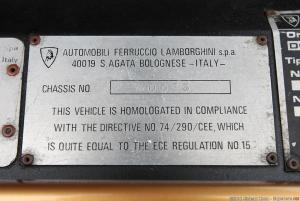 AUTOMOBILI FERRUCCIO LAMBORGHINI s.p.a.
40019 S. AGATA BOLOGNESE -ITALY-
CHASSIS NO
THIS VEHICLE IS HOMOLOGATED IN COMPLIANCE
WITH THE DIRECTIVE NO 74/290/CEE, WHICH
IS QUITE EQUAL TO THE ECE REGULATION NO 15
Italy